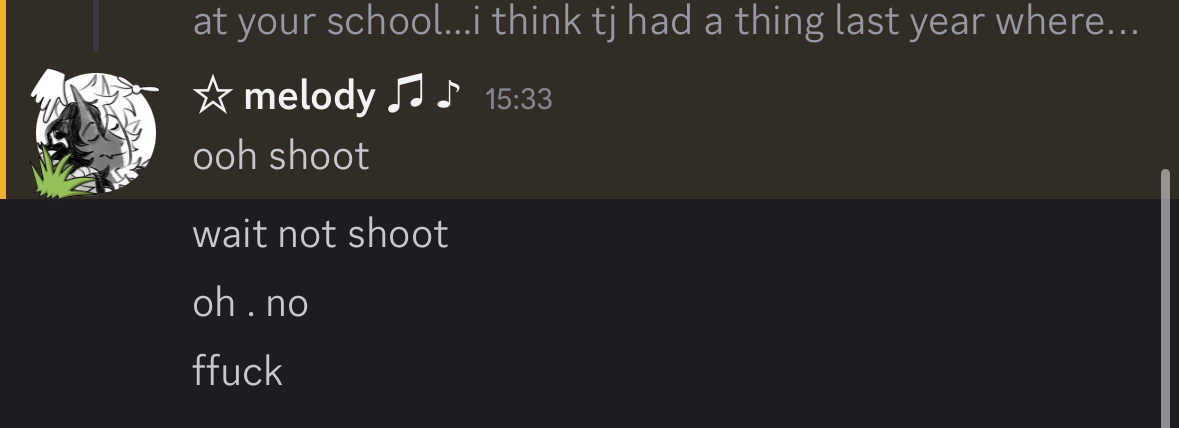 at your school...i think tj had a thing last year where...
☆ melody ♫ ♪ 15:33
ooh shoot
wait not shoot
oh . no
ffuck